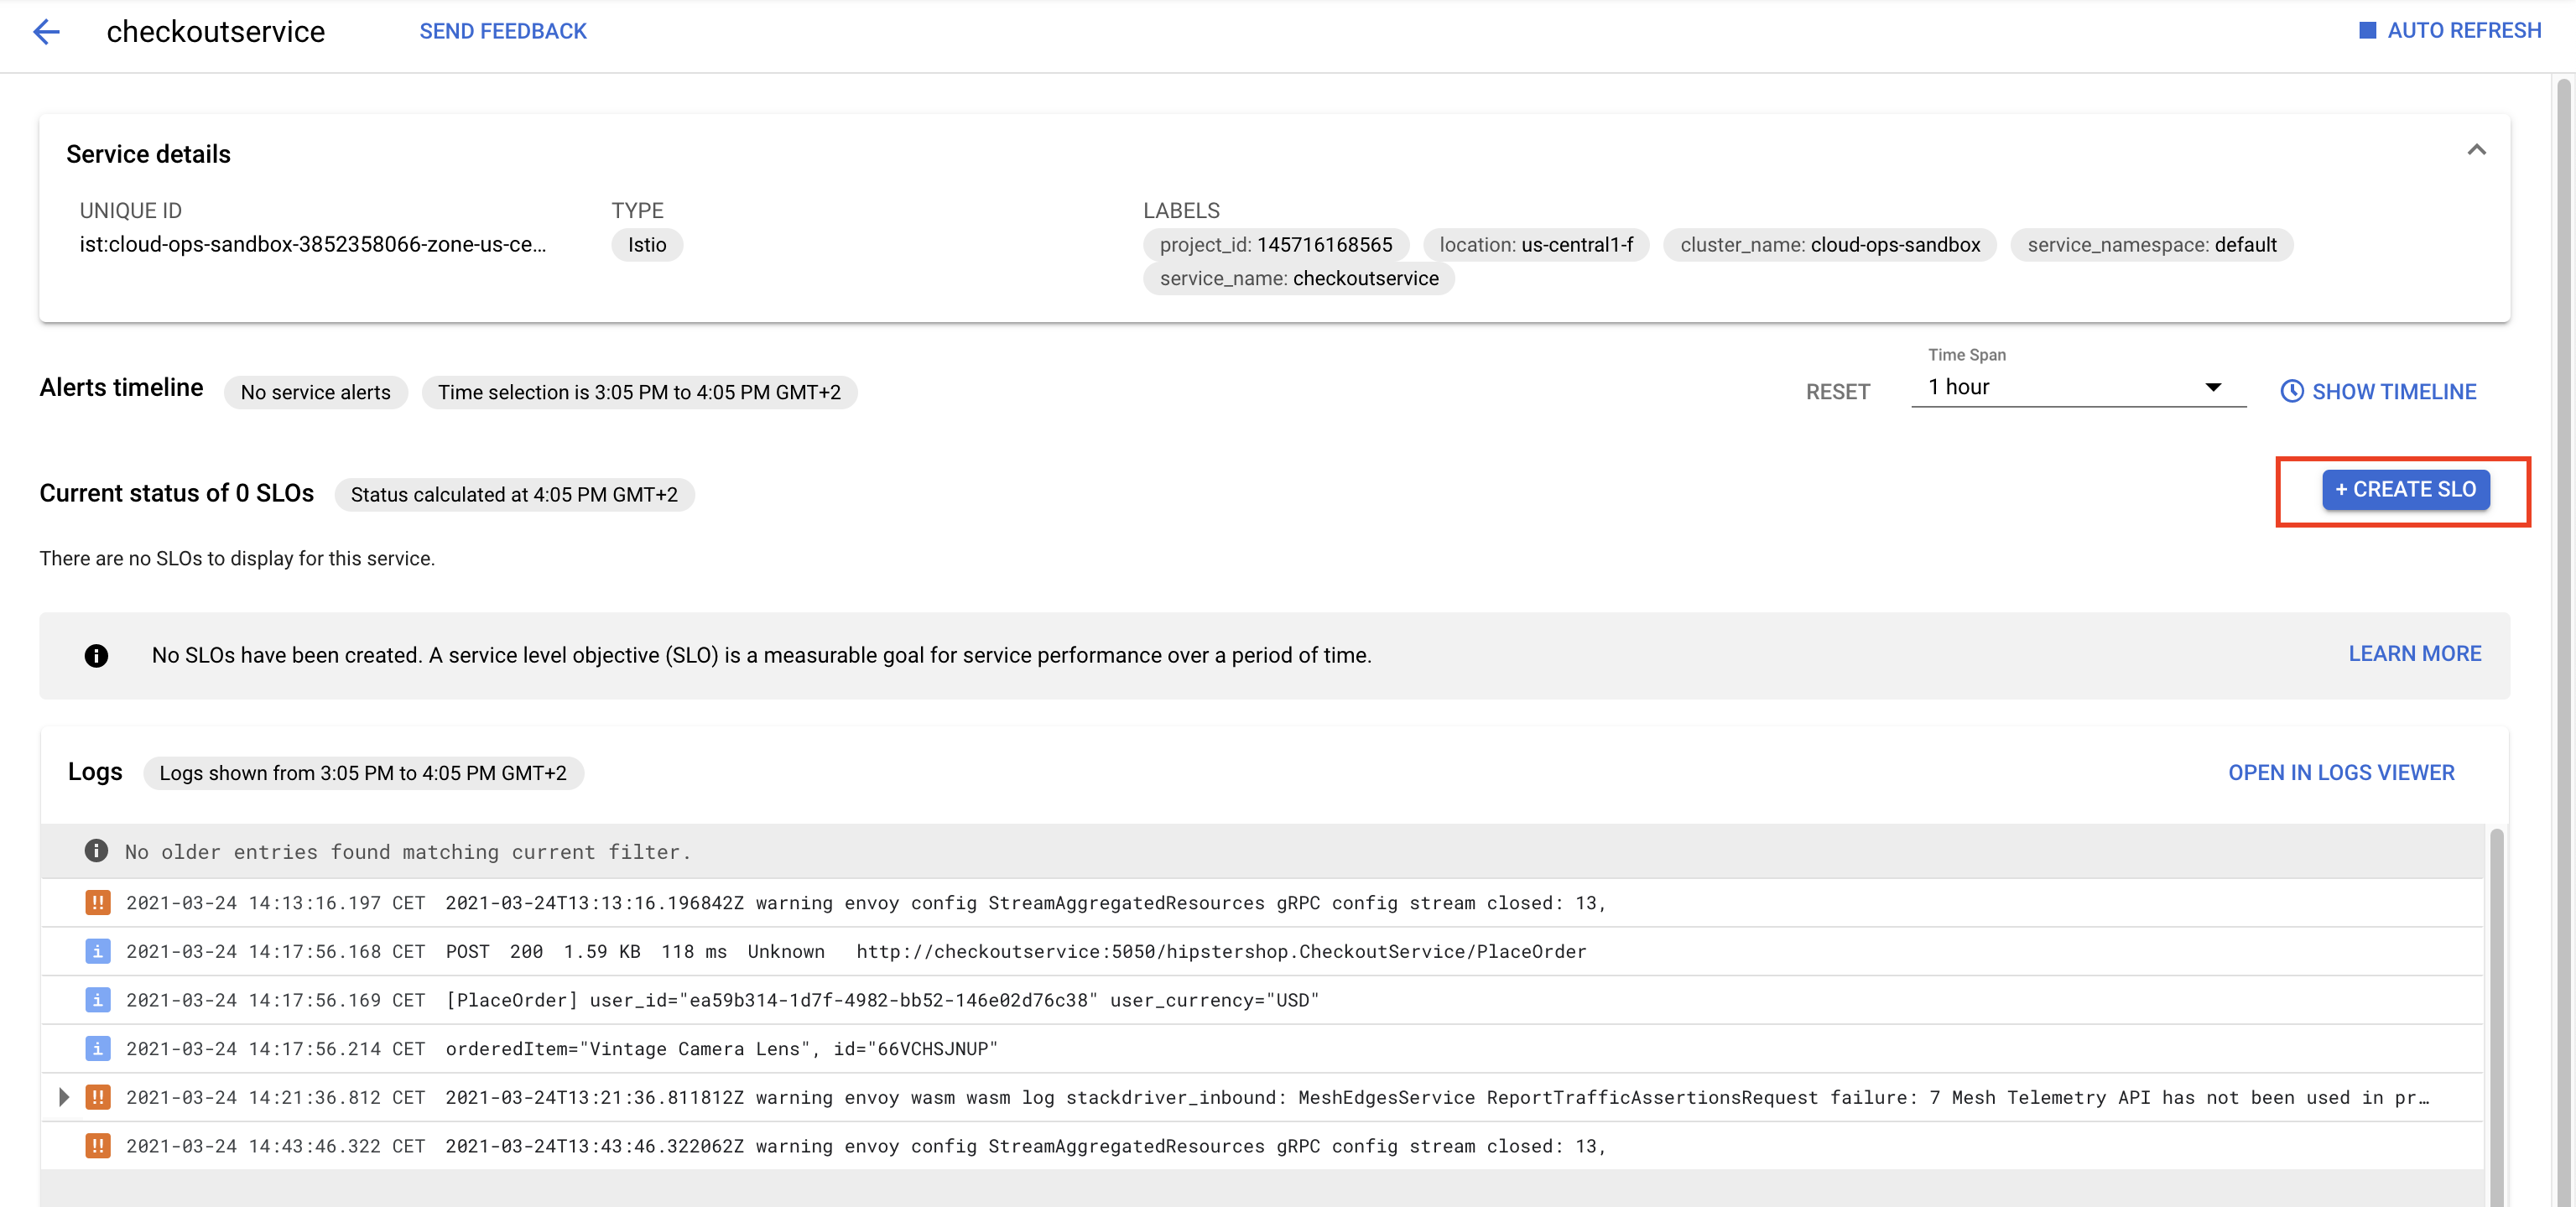 checkoutservice SEND FEEDBACK AUTO REFRESH
Service details
UNIQUE ID TYPE LABELS
ist:cloud-ops-sandbox-3852358066-zone-us-ce... Istio project_id: 145716168565 location: us-central1-f cluster_name: cloud-ops-sandbox service_namespace: default
service_name: checkoutservice
Time Span
Alerts timeline No service alerts Time selection is 3:05 PM to 4:05 PM GMT+2 RESET 1 hour SHOW TIMELINE
Current status of 0 SLOs Status calculated at 4:05 PM GMT+2 + CREATE SLO
There are no SLOs to display for this service.
No SLOs have been created. A service level objective (SLO) is a measurable goal for service performance over a period of time. LEARN MORE
Logs Logs shown from 3:05 PM to 4:05 PM GMT+2 OPEN IN LOGS VIEWER
No older entries found matching current filter.
!! 2021-03-24 14:13:16.197 CET 2021-03-24T13:13:16.196842Z warning envoy config StreamAggregatedResources gRPC config stream closed: 13,
i 2021-03-24 14:17:56.168 CET POST 200 1.59 KB 118 ms Unknown http://checkoutservice:5050/hipstershop.CheckoutService/PlaceOrder
i 2021-03-24 14:17:56.169 CET [PlaceOrder] user_id="ea59b314-1d7f-4982-bb52-146e02d76c38" user_currency="USD"
i 2021-03-24 14:17:56.214 CET orderedItem="Vintage Camera Lens", id="66VCHSJNUP"
!! 2021-03-24 14:21:36.812 CET 2021-03-24T13:21:36.811812Z warning envoy wasm wasm log stackdriver_inbound: MeshEdgesService ReportTrafficAssertionsRequest failure: 7 Mesh Telemetry API has not been used in pr…
!! 2021-03-24 14:43:46.322 CET 2021-03-24T13:43:46.322062Z warning envoy config StreamAggregatedResources gRPC config stream closed: 13,